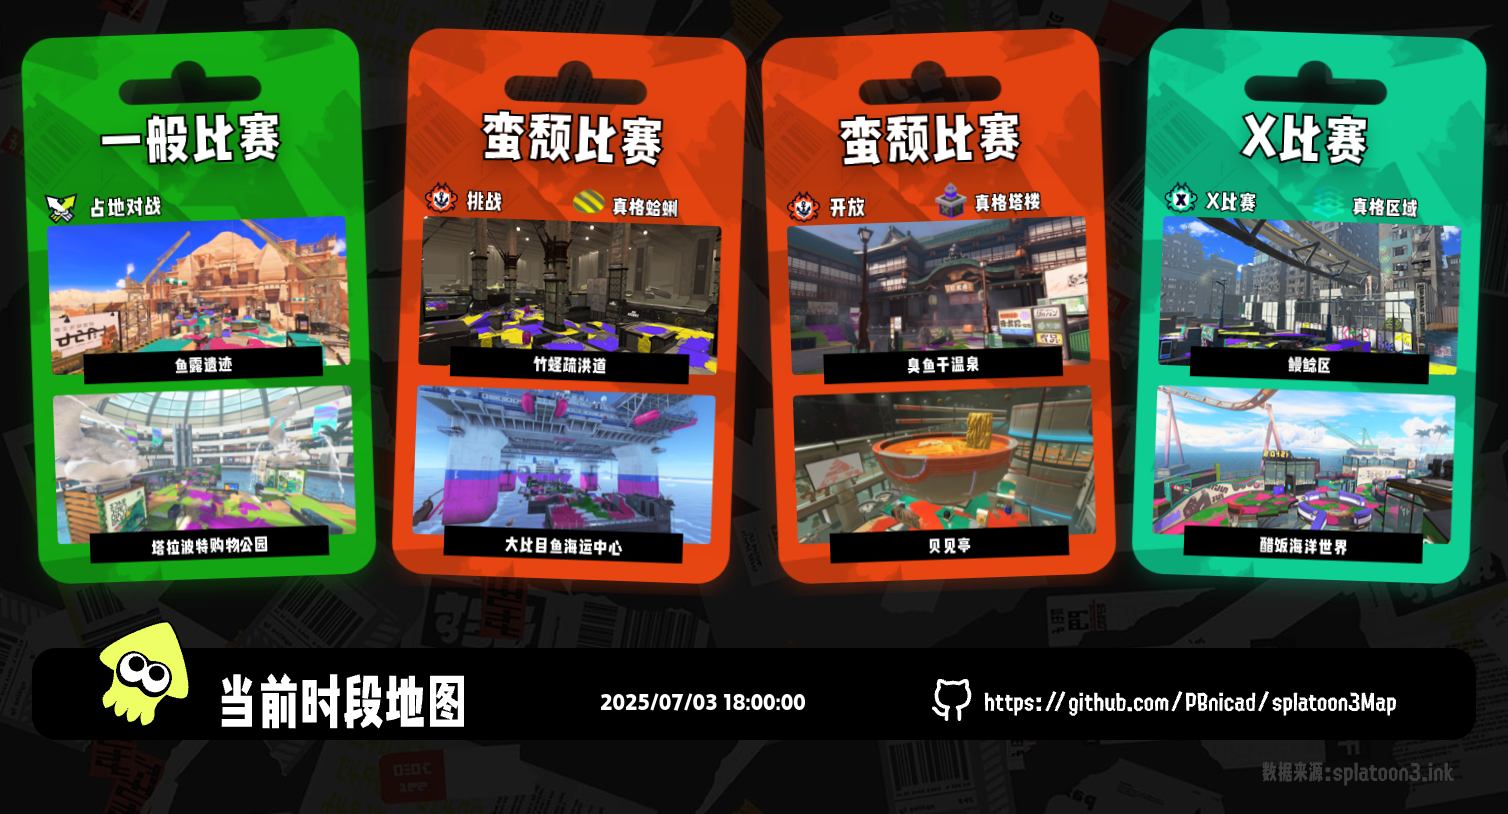 一般比赛
占地对战
鱼露遗迹
塔拉波特购物公园
蛮颓比赛
挑战
真格蛤蜊
竹蛏疏洪道
大比目鱼海运中心
蛮颓比赛
开放
真格塔楼
臭鱼干温泉
贝贝亭
X比赛
X比赛
真格区域
鳗鲶区
醋饭海洋世界
当前时段地图
2025/07/03 18:00:00
https://github.com/PBnicad/splatoon3Map
数据来源:splatoon3.ink